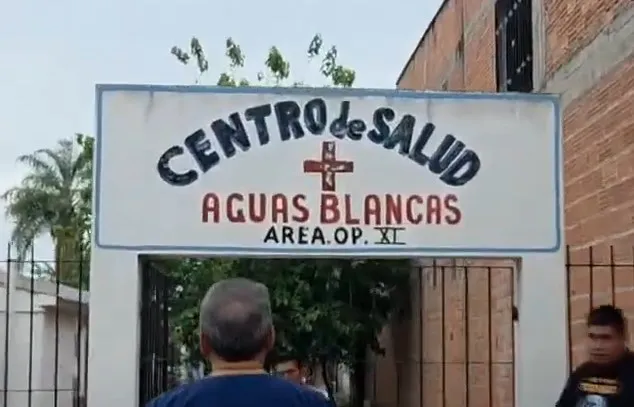 CENTRO de SALUD
AGUAS BLANCAS
AREA.OP. XI